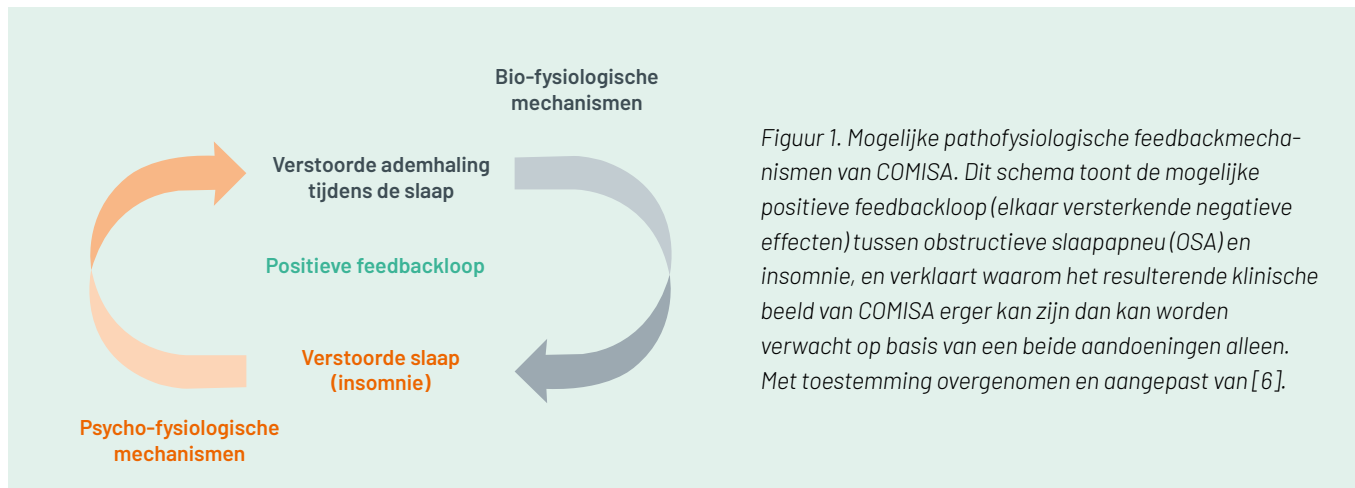 Bio-fysiologische
mechanismen
Verstoorde ademhaling
tijdens de slaap
Positieve feedbackloop
Verstoorde slaap
(insomnie)
Psycho-fysiologische
mechanismen
Figuur 1. Mogelijke pathofysiologische feedbackmecha-
nismen van COMISA. Dit schema toont de mogelijke
positieve feedbackloop (elkaar versterkende negatieve
effecten) tussen obstructieve slaapapneu (OSA) en
insomnie, en verklaart waarom het resulterende klinische
beeld van COMISA erger kan zijn dan kan worden
verwacht op basis van een beide aandoeningen alleen.
Met toestemming overgenomen en aangepast van [6].